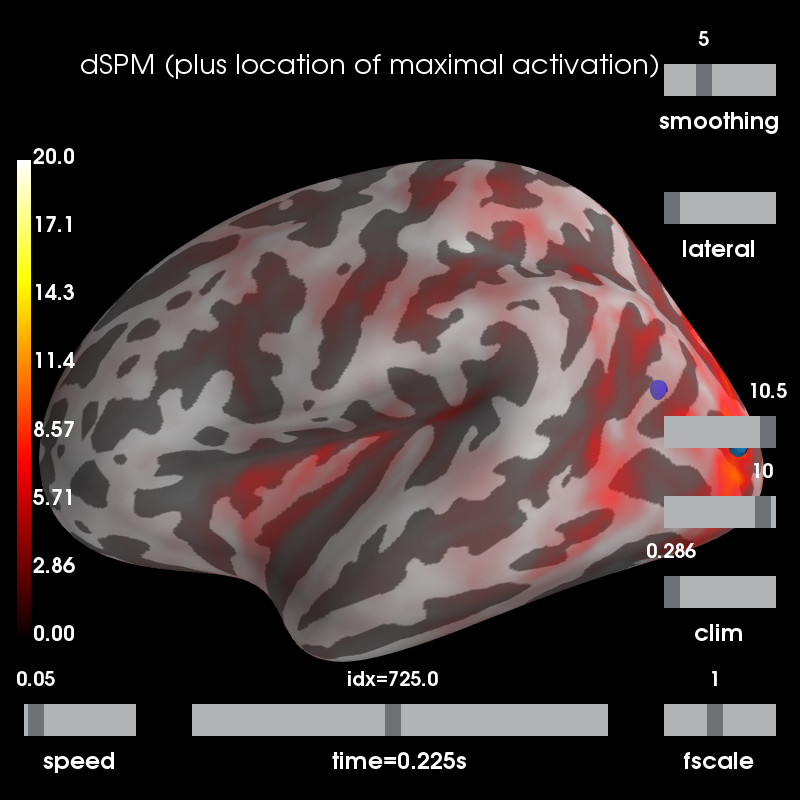 5
dSPM (plus location of maximal activation)
smoothing
20.0
17.1
lateral
14.3
11.4
10.5
8.57
10
5.71
0.286
2.86
0.00
clim
0.05
idx=725.0
1
speed
time=0.225s
fscale